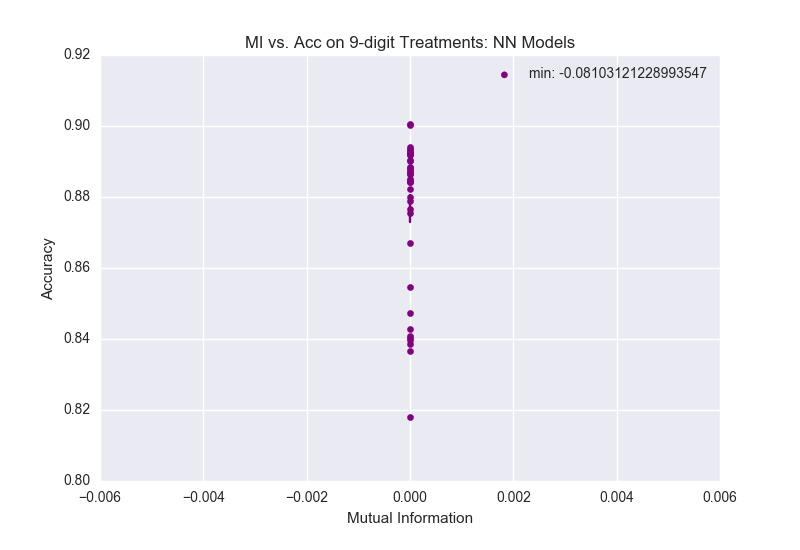 MI vs. Acc on 9-digit Treatments: NN Models
min: -0.08103121228993547
0.92
0.90
0.88
0.86
0.84
0.82
0.80
Accuracy
−0.006 −0.004 −0.002 0.000 0.002 0.004 0.006
Mutual Information